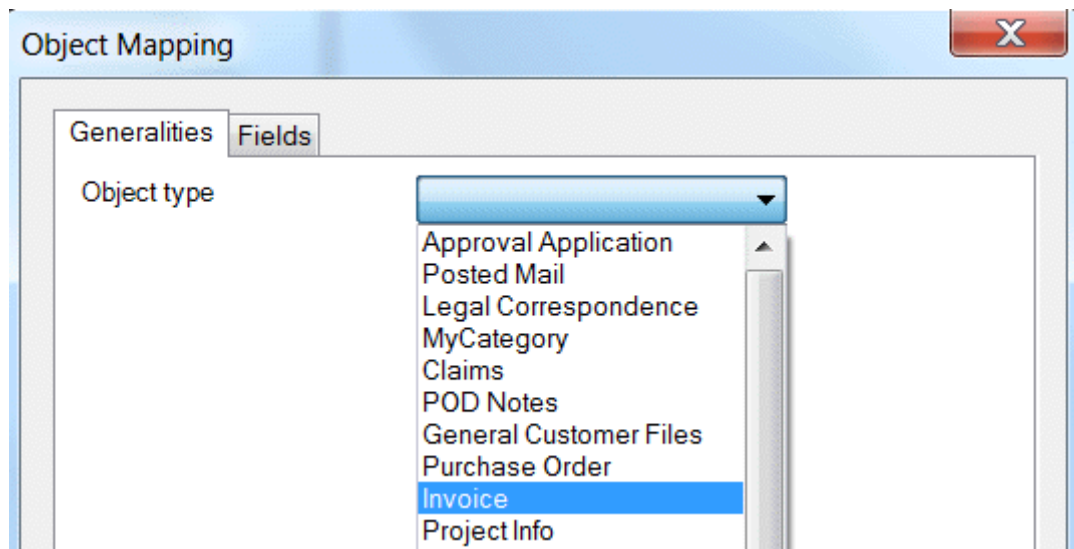 Object Mapping
Generalities Fields
Object type
Approval Application
Posted Mail
Legal Correspondence
MyCategory
Claims
POD Notes
General Customer Files
Purchase Order
Invoice
Project Info